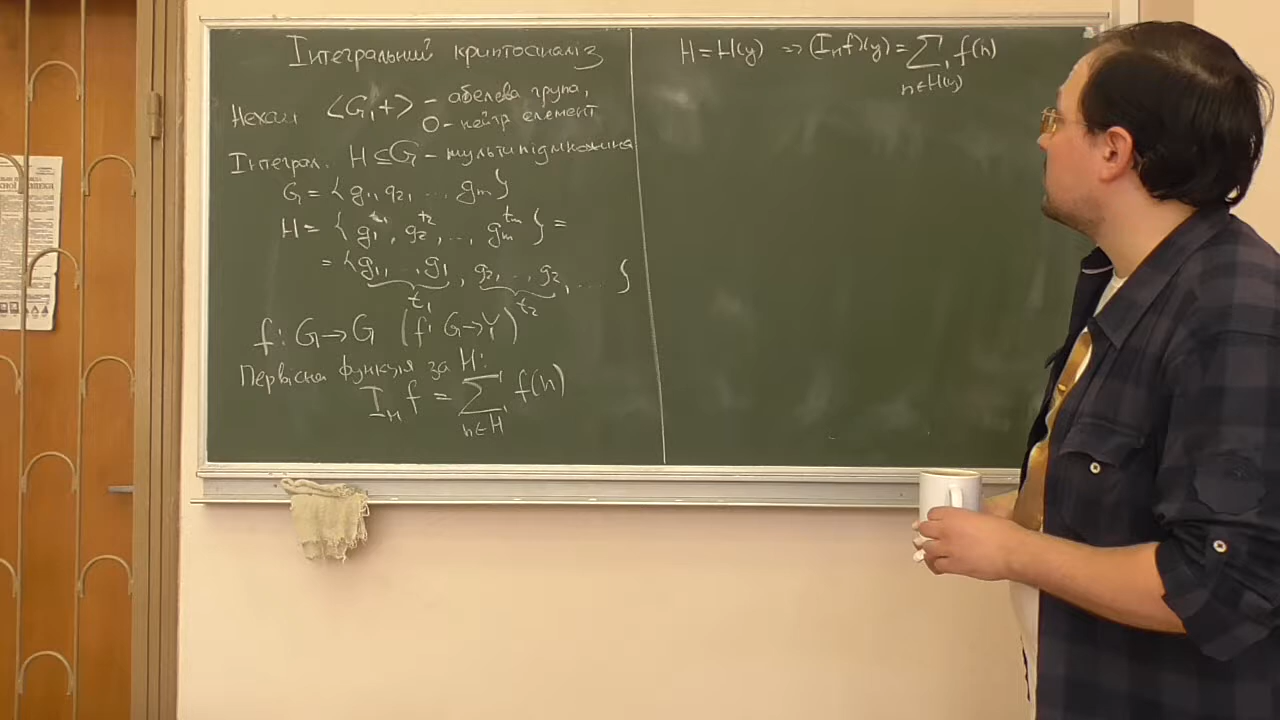 Інтегральний криптоаналіз
Нехай ⟨G, +⟩ – абелева група,
0 – нейтр елемент
Інтеграл. H ⊆ G – мультипідмножина
G = {g₁, g₂, ..., gₘ}
H = {g₁^t₁, g₂^t₂, ..., gₘ^tₘ} =
= {g₁, ..., g₁, g₂, ..., g₂, ...}
t₁ t₂
f: G → G (f: G → Y)
Первісна функція за H:
I_H f = ∑ f(h)
h∈H
H = H(y) ⇒ (I_H f)(y) = ∑ f(h)
h∈H(y)